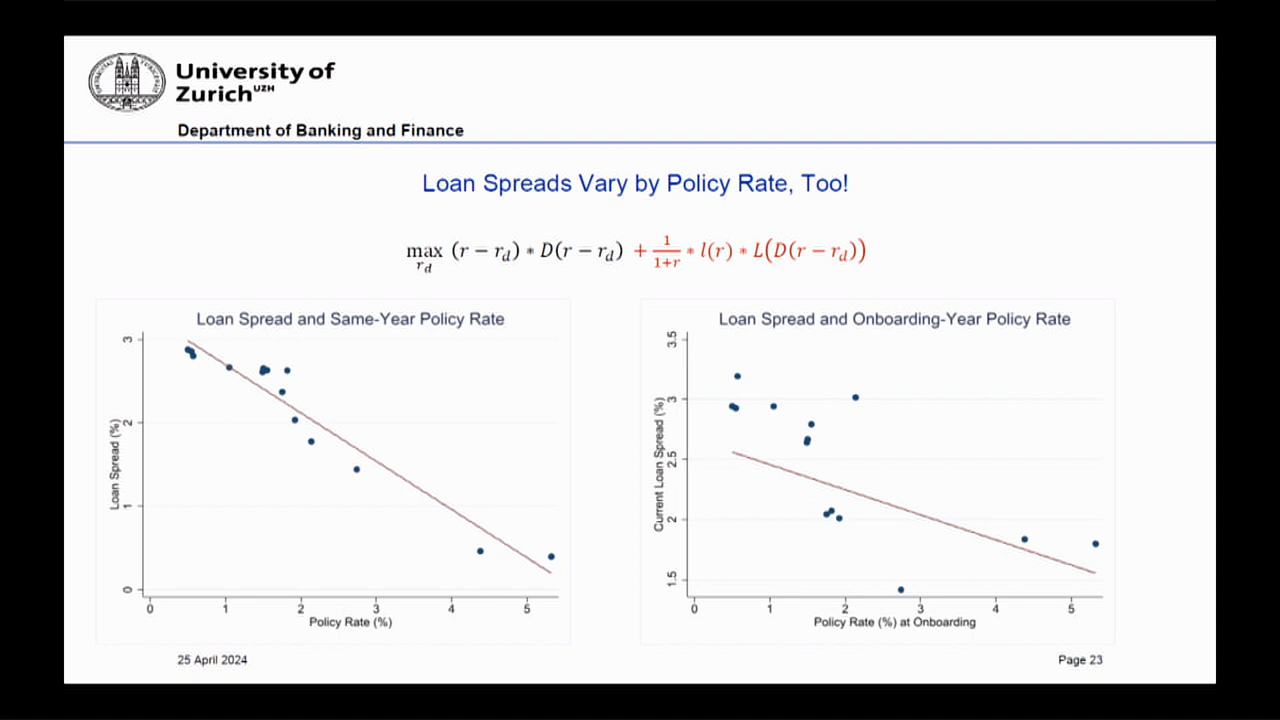 University of
Zurich UZH
Department of Banking and Finance
Loan Spreads Vary by Policy Rate, Too!
max (r − r_d) * D(r − r_d) + 1/(1+r) * l(r) * L(D(r − r_d))
r_d
Loan Spread and Same-Year Policy Rate
3
2
1
0
Loan Spread (%)
0 1 2 3 4 5
Policy Rate (%)
Loan Spread and Onboarding-Year Policy Rate
3.5
3
2.5
2
1.5
Current Loan Spread (%)
0 1 2 3 4 5
Policy Rate (%) at Onboarding
25 April 2024
Page 23